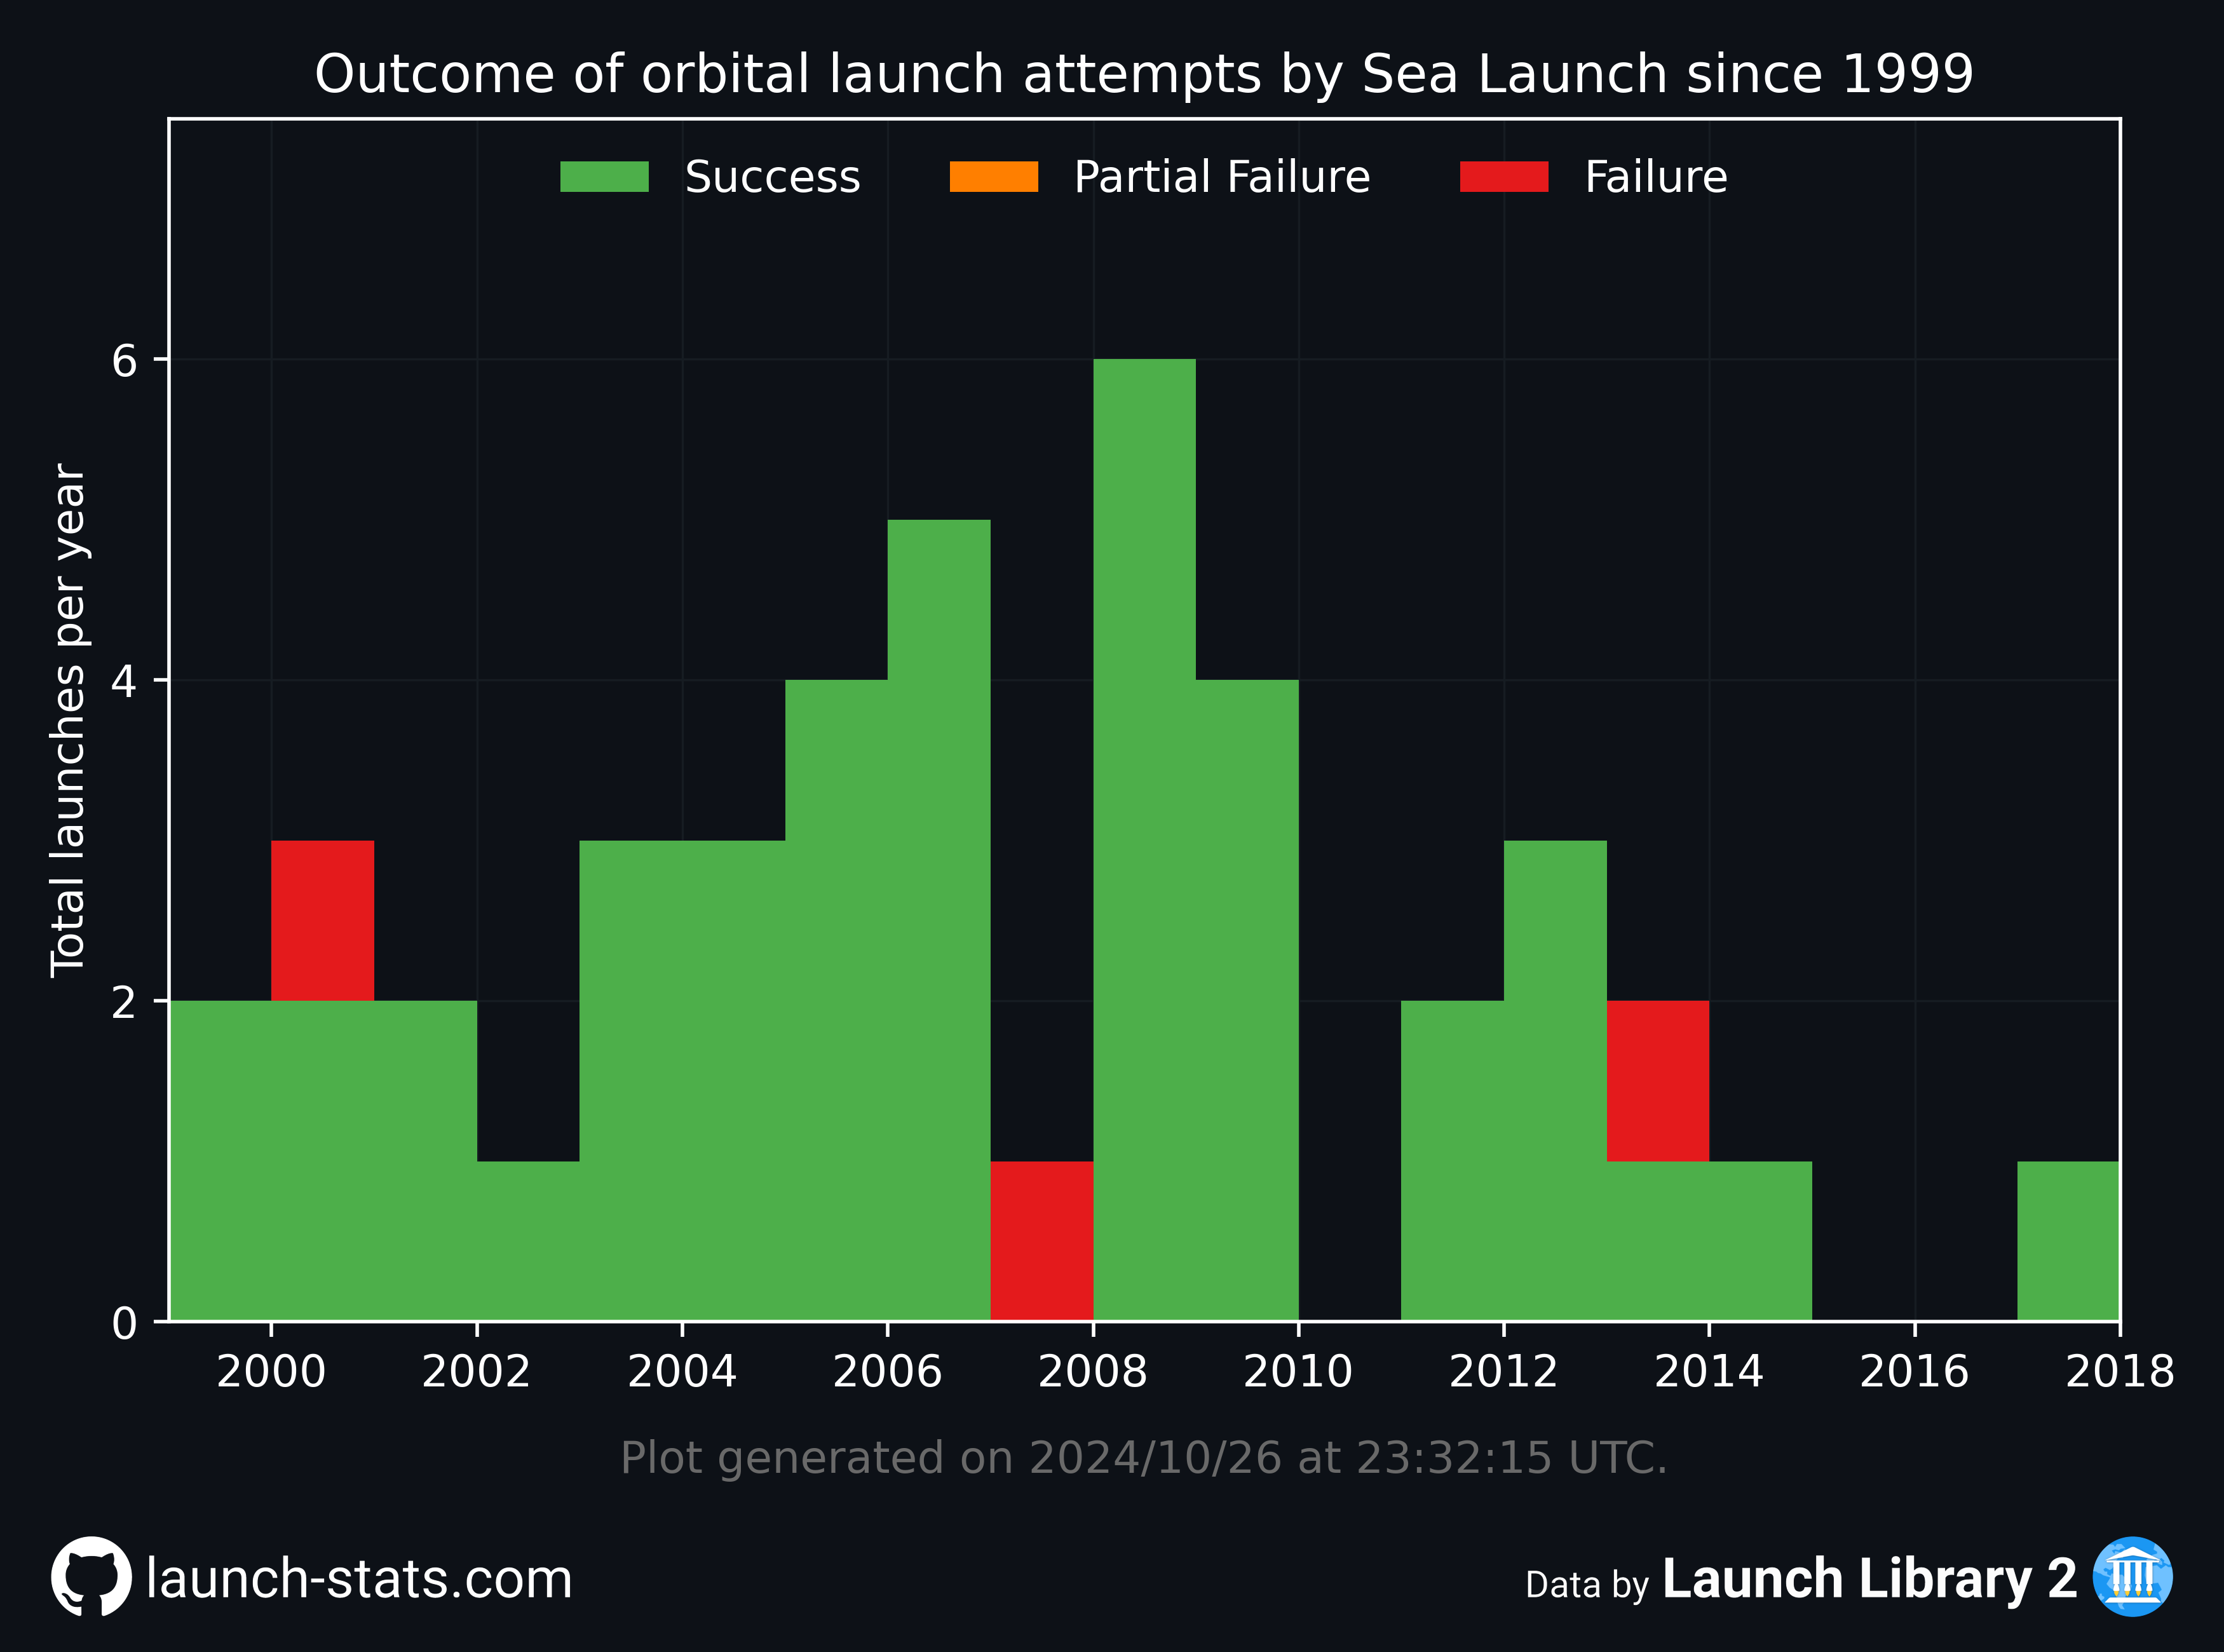 Outcome of orbital launch attempts by Sea Launch since 1999
Success Partial Failure Failure
Total launches per year
6
4
2
0
2000 2002 2004 2006 2008 2010 2012 2014 2016 2018
Plot generated on 2024/10/26 at 23:32:15 UTC.
launch-stats.com
Data by Launch Library 2